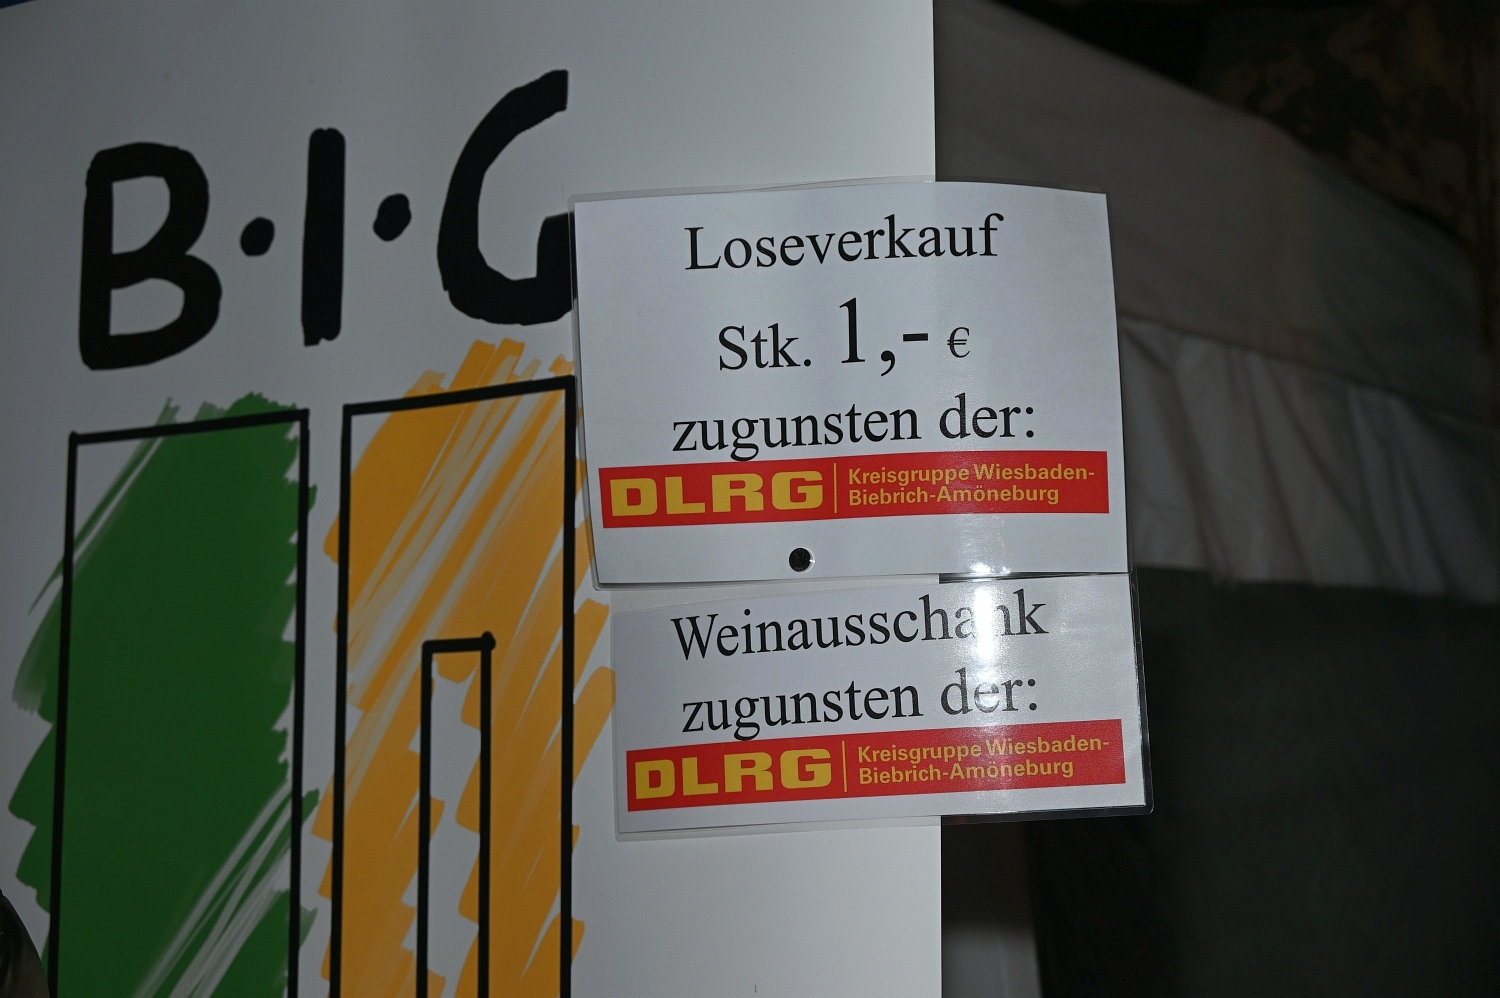 B·I·G
Loseverkauf
Stk. 1,- €
zugunsten der:
DLRG
Kreisgruppe Wiesbaden-
Biebrich-Amöneburg
Weinausschank
zugunsten der:
DLRG
Kreisgruppe Wiesbaden-
Biebrich-Amöneburg